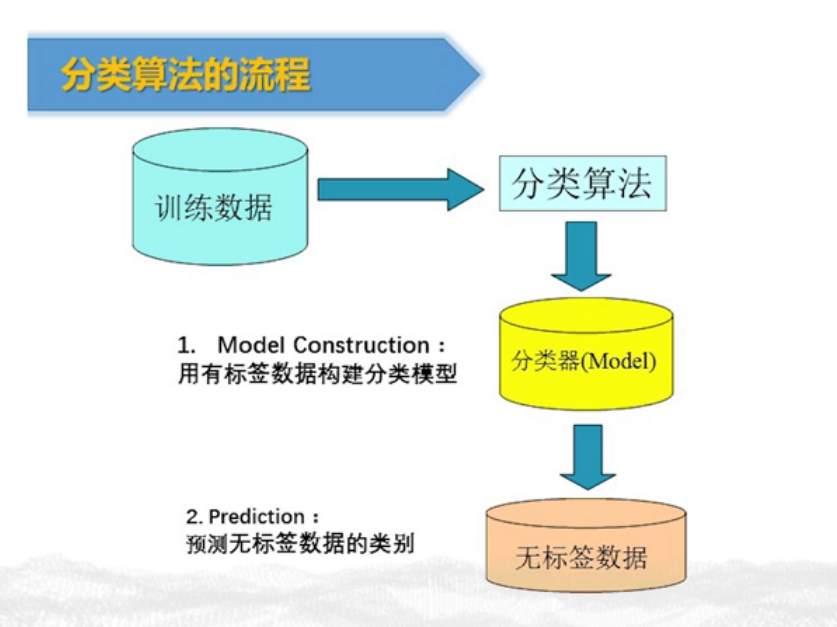 分类算法的流程
训练数据
分类算法
1. Model Construction：
用有标签数据构建分类模型
分类器(Model)
2. Prediction：
预测无标签数据的类别
无标签数据